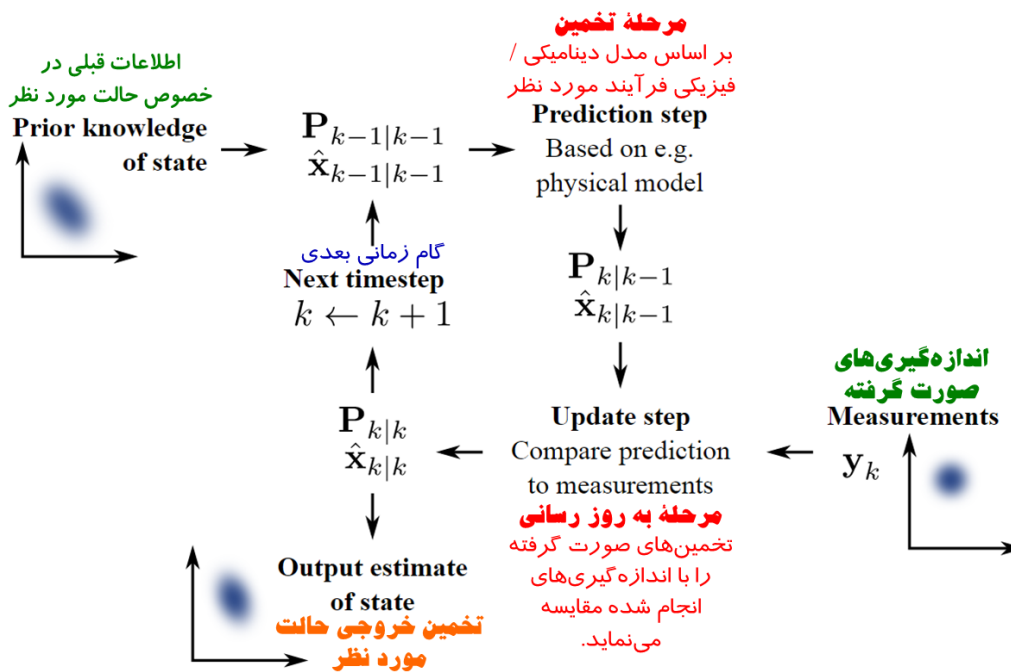 اطلاعات قبلی در
خصوص حالت مورد نظر
Prior knowledge
of state
P_{k−1|k−1}
x̂_{k−1|k−1}
مرحلهٔ تخمین
بر اساس مدل دینامیکی /
فیزیکی فرآیند مورد نظر
Prediction step
Based on e.g.
physical model
P_{k|k−1}
x̂_{k|k−1}
گام زمانی بعدی
Next timestep
k ← k + 1
اندازه‌گیری‌های
صورت گرفته
Measurements
y_k
Update step
Compare prediction
to measurements
مرحلهٔ به روز رسانی
تخمین‌های صورت گرفته
را با اندازه‌گیری‌های
انجام شده مقایسه
می‌نماید.
P_{k|k}
x̂_{k|k}
Output estimate
of state
تخمین خروجی حالت
مورد نظر